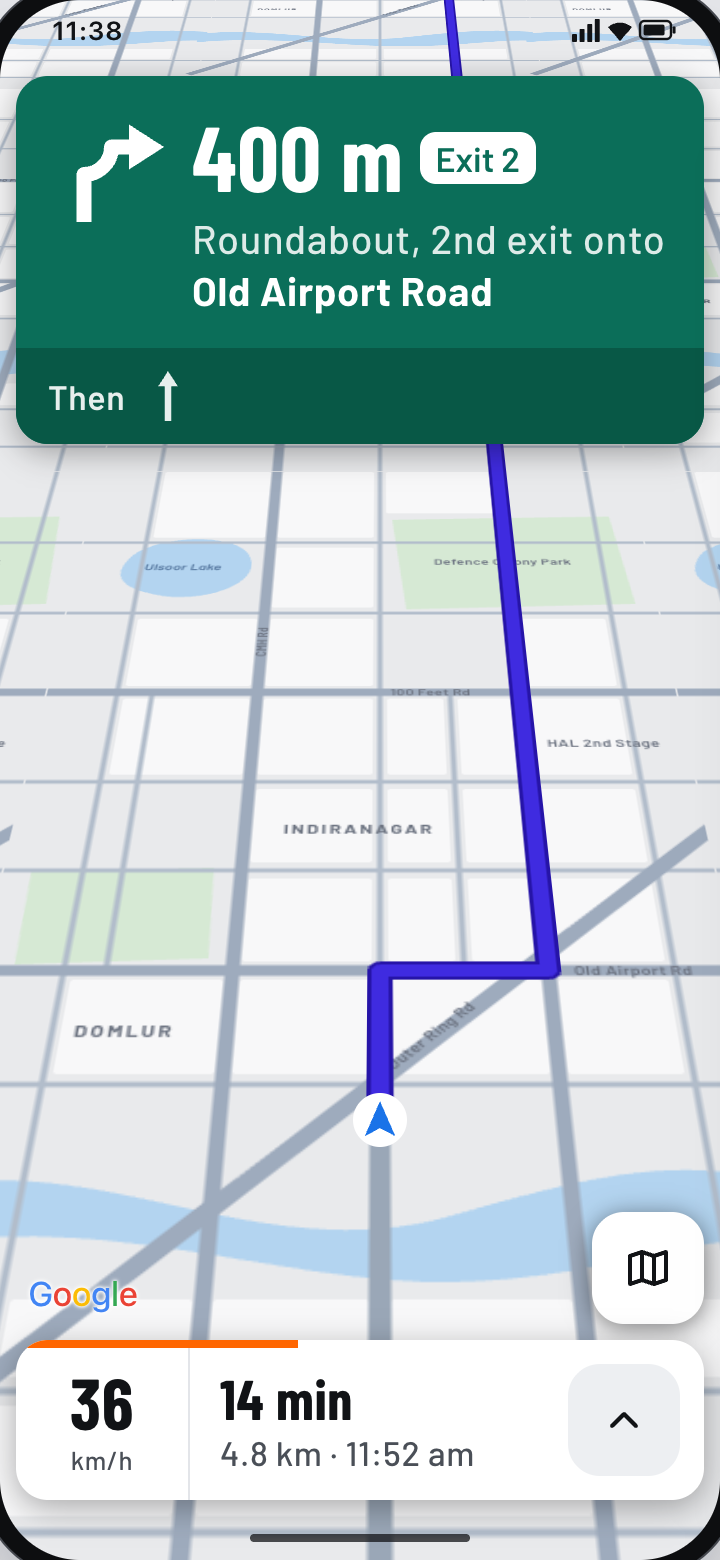 11:38
400 m
Exit 2
Roundabout, 2nd exit onto
Old Airport Road
Then
Ulsoor Lake
Defence Colony Park
CMH Rd
100 Feet Rd
HAL 2nd Stage
INDIRANAGAR
Old Airport Rd
DOMLUR
Outer Ring Rd
Google
36
km/h
14 min
4.8 km · 11:52 am